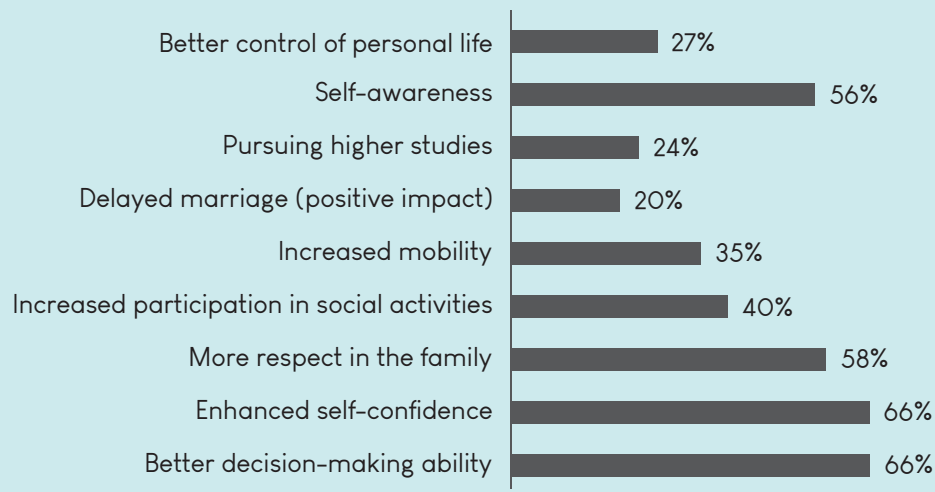 Better control of personal life 27%
Self-awareness 56%
Pursuing higher studies 24%
Delayed marriage (positive impact) 20%
Increased mobility 35%
Increased participation in social activities 40%
More respect in the family 58%
Enhanced self-confidence 66%
Better decision-making ability 66%